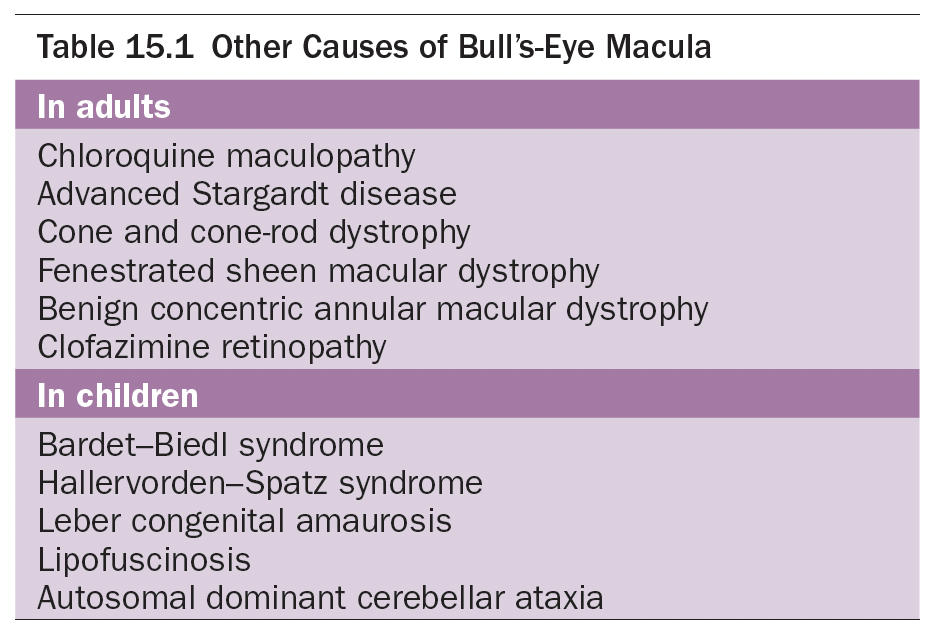 Table 15.1 Other Causes of Bull’s-Eye Macula
In adults
Chloroquine maculopathy
Advanced Stargardt disease
Cone and cone-rod dystrophy
Fenestrated sheen macular dystrophy
Benign concentric annular macular dystrophy
Clofazimine retinopathy
In children
Bardet–Biedl syndrome
Hallervorden–Spatz syndrome
Leber congenital amaurosis
Lipofuscinosis
Autosomal dominant cerebellar ataxia